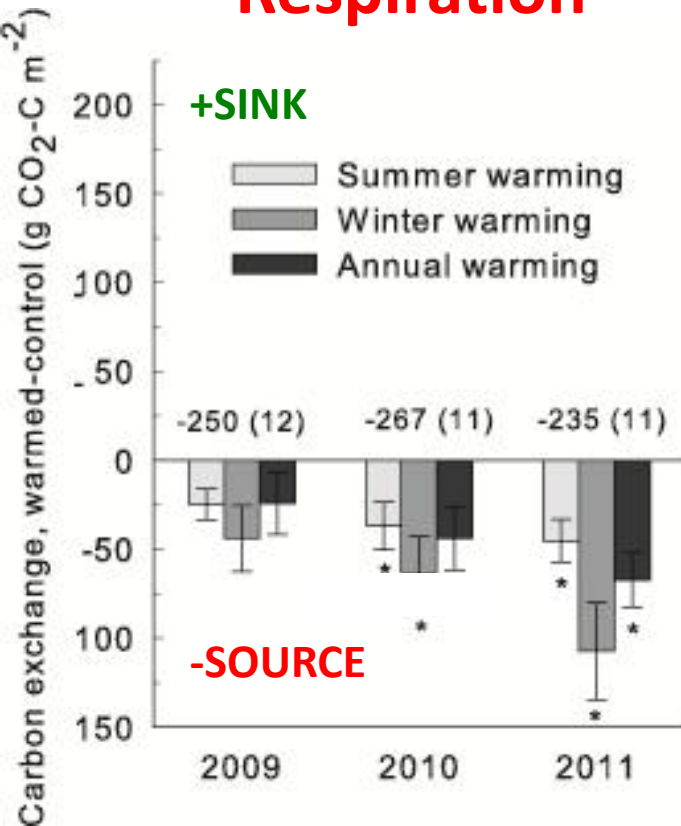 Respiration
Carbon exchange, warmed-control (g CO₂-C m⁻²)
200
150
100
50
0
-50
100
150
+SINK
Summer warming
Winter warming
Annual warming
-250 (12)
-267 (11)
-235 (11)
*
*
*
*
*
-SOURCE
2009
2010
2011